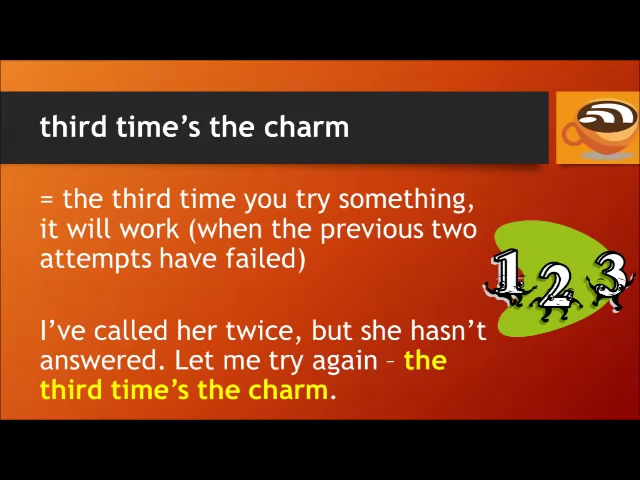 third time’s the charm
= the third time you try something,
it will work (when the previous two
attempts have failed)
1 2 3
I’ve called her twice, but she hasn’t
answered. Let me try again – the
third time’s the charm.